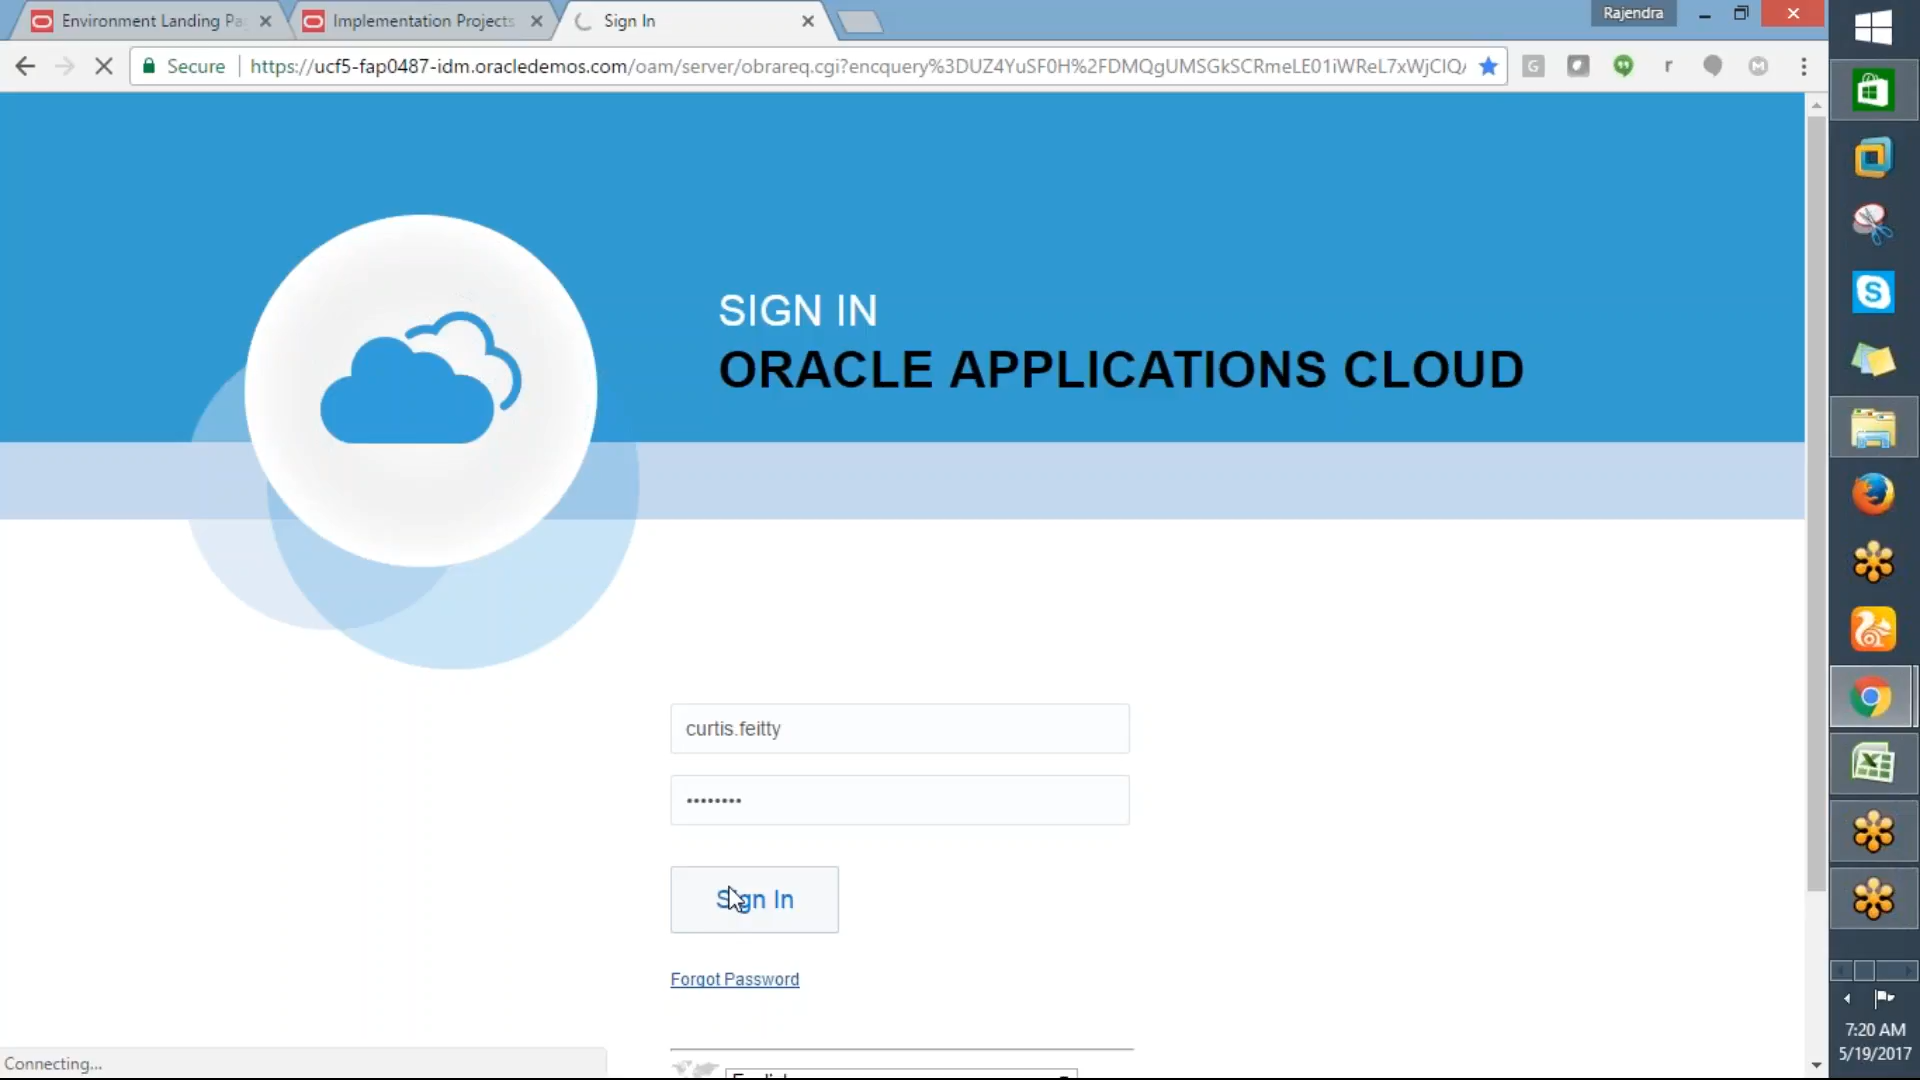 Environment Landing Pa
Implementation Projects
Sign In
Rajendra
Secure
https://ucf5-fap0487-idm.oracledemos.com/oam/server/obrareq.cgi?encquery%3DUZ4YuSF0H%2FDMQgUMSGkSCRmeLE01iWReL7xWjCIQ/
SIGN IN
ORACLE APPLICATIONS CLOUD
curtis.feitty
••••••••
Sign In
Forgot Password
English
Connecting...
7:20 AM
5/19/2017